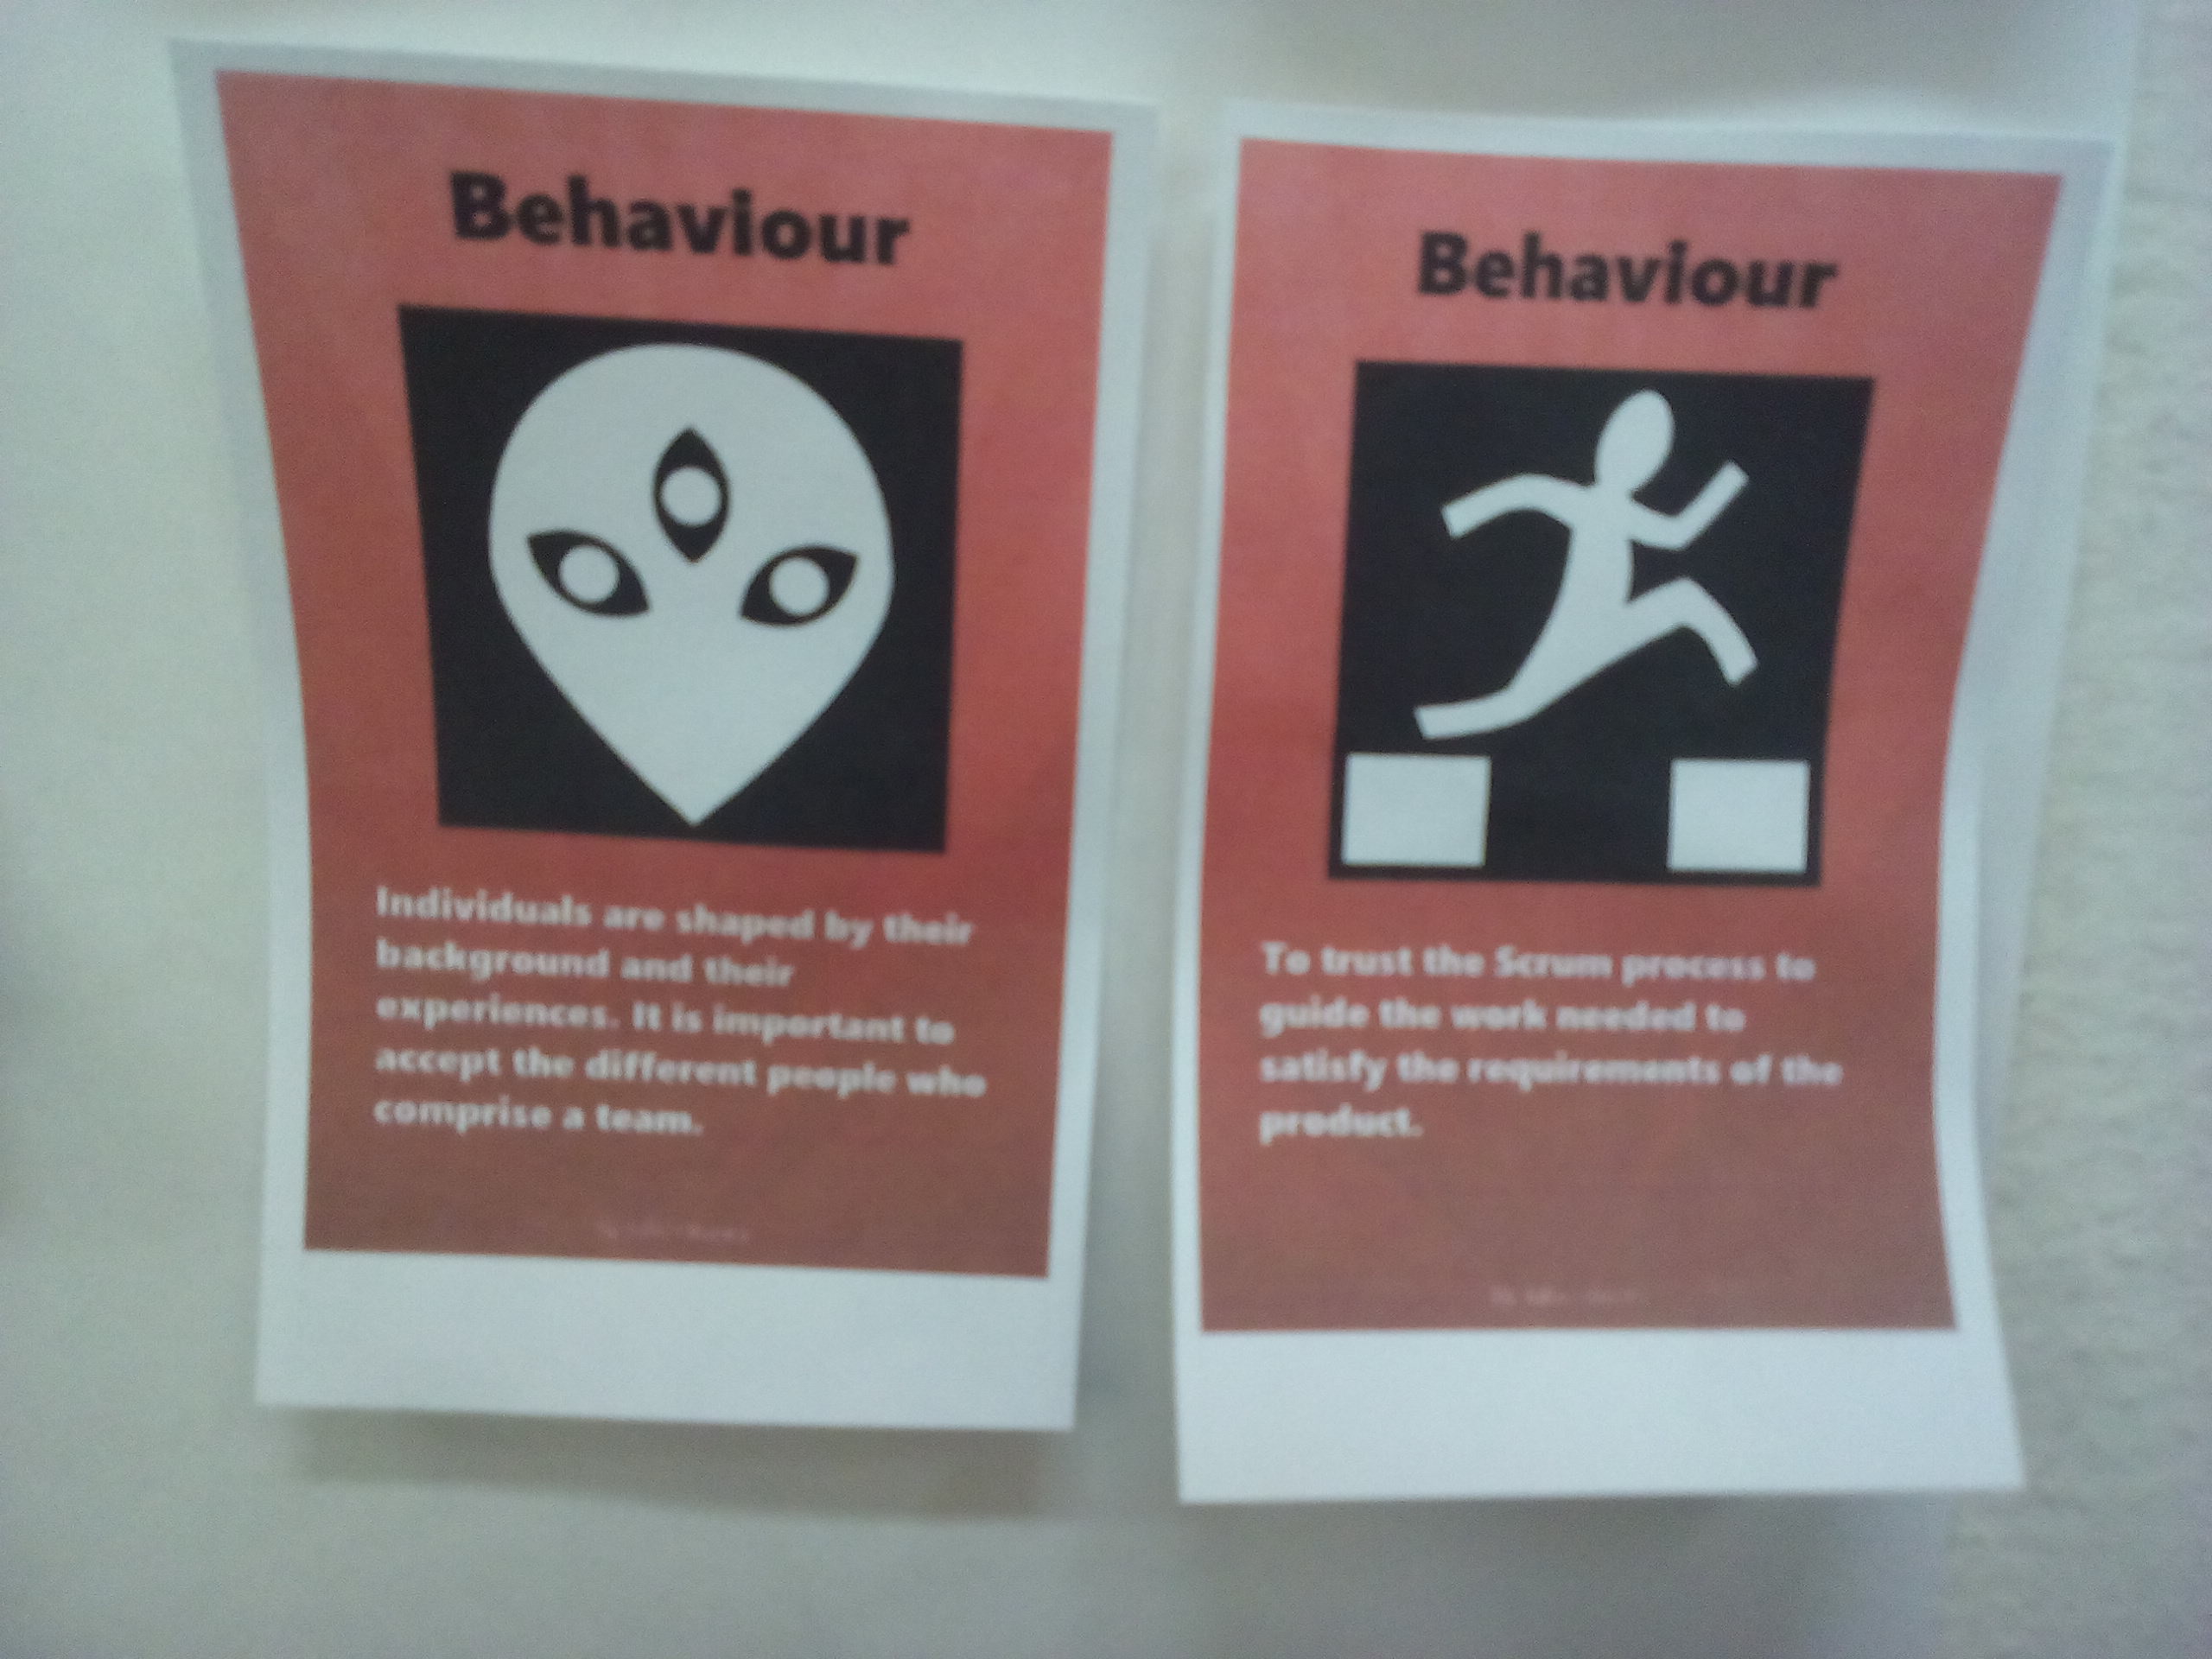 Behaviour
Individuals are shaped by their
background and their
experiences. It is important to
accept the different people who
comprise a team.
Behaviour
To trust the Scrum process to
guide the work needed to
satisfy the requirements of the
product.